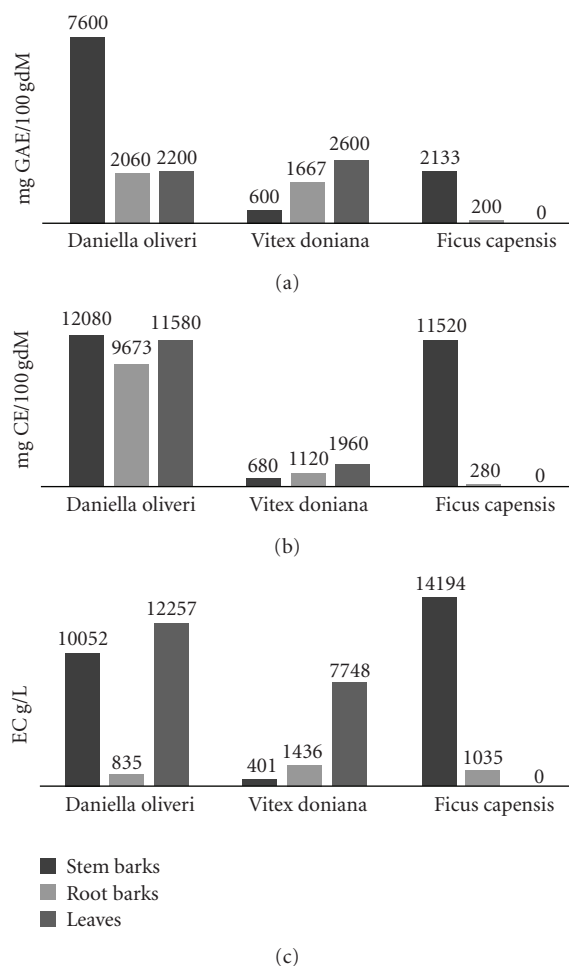 7600
2060 2200
600
1667
2600
2133
200
0
mg GAE/100 gdM
Daniella oliveri Vitex doniana Ficus capensis
(a)
12080
9673
11580
680
1120
1960
11520
280
0
mg CE/100 gdM
Daniella oliveri Vitex doniana Ficus capensis
(b)
10052
835
12257
401
1436
7748
14194
1035
0
EC g/L
Daniella oliveri Vitex doniana Ficus capensis
Stem barks
Root barks
Leaves
(c)